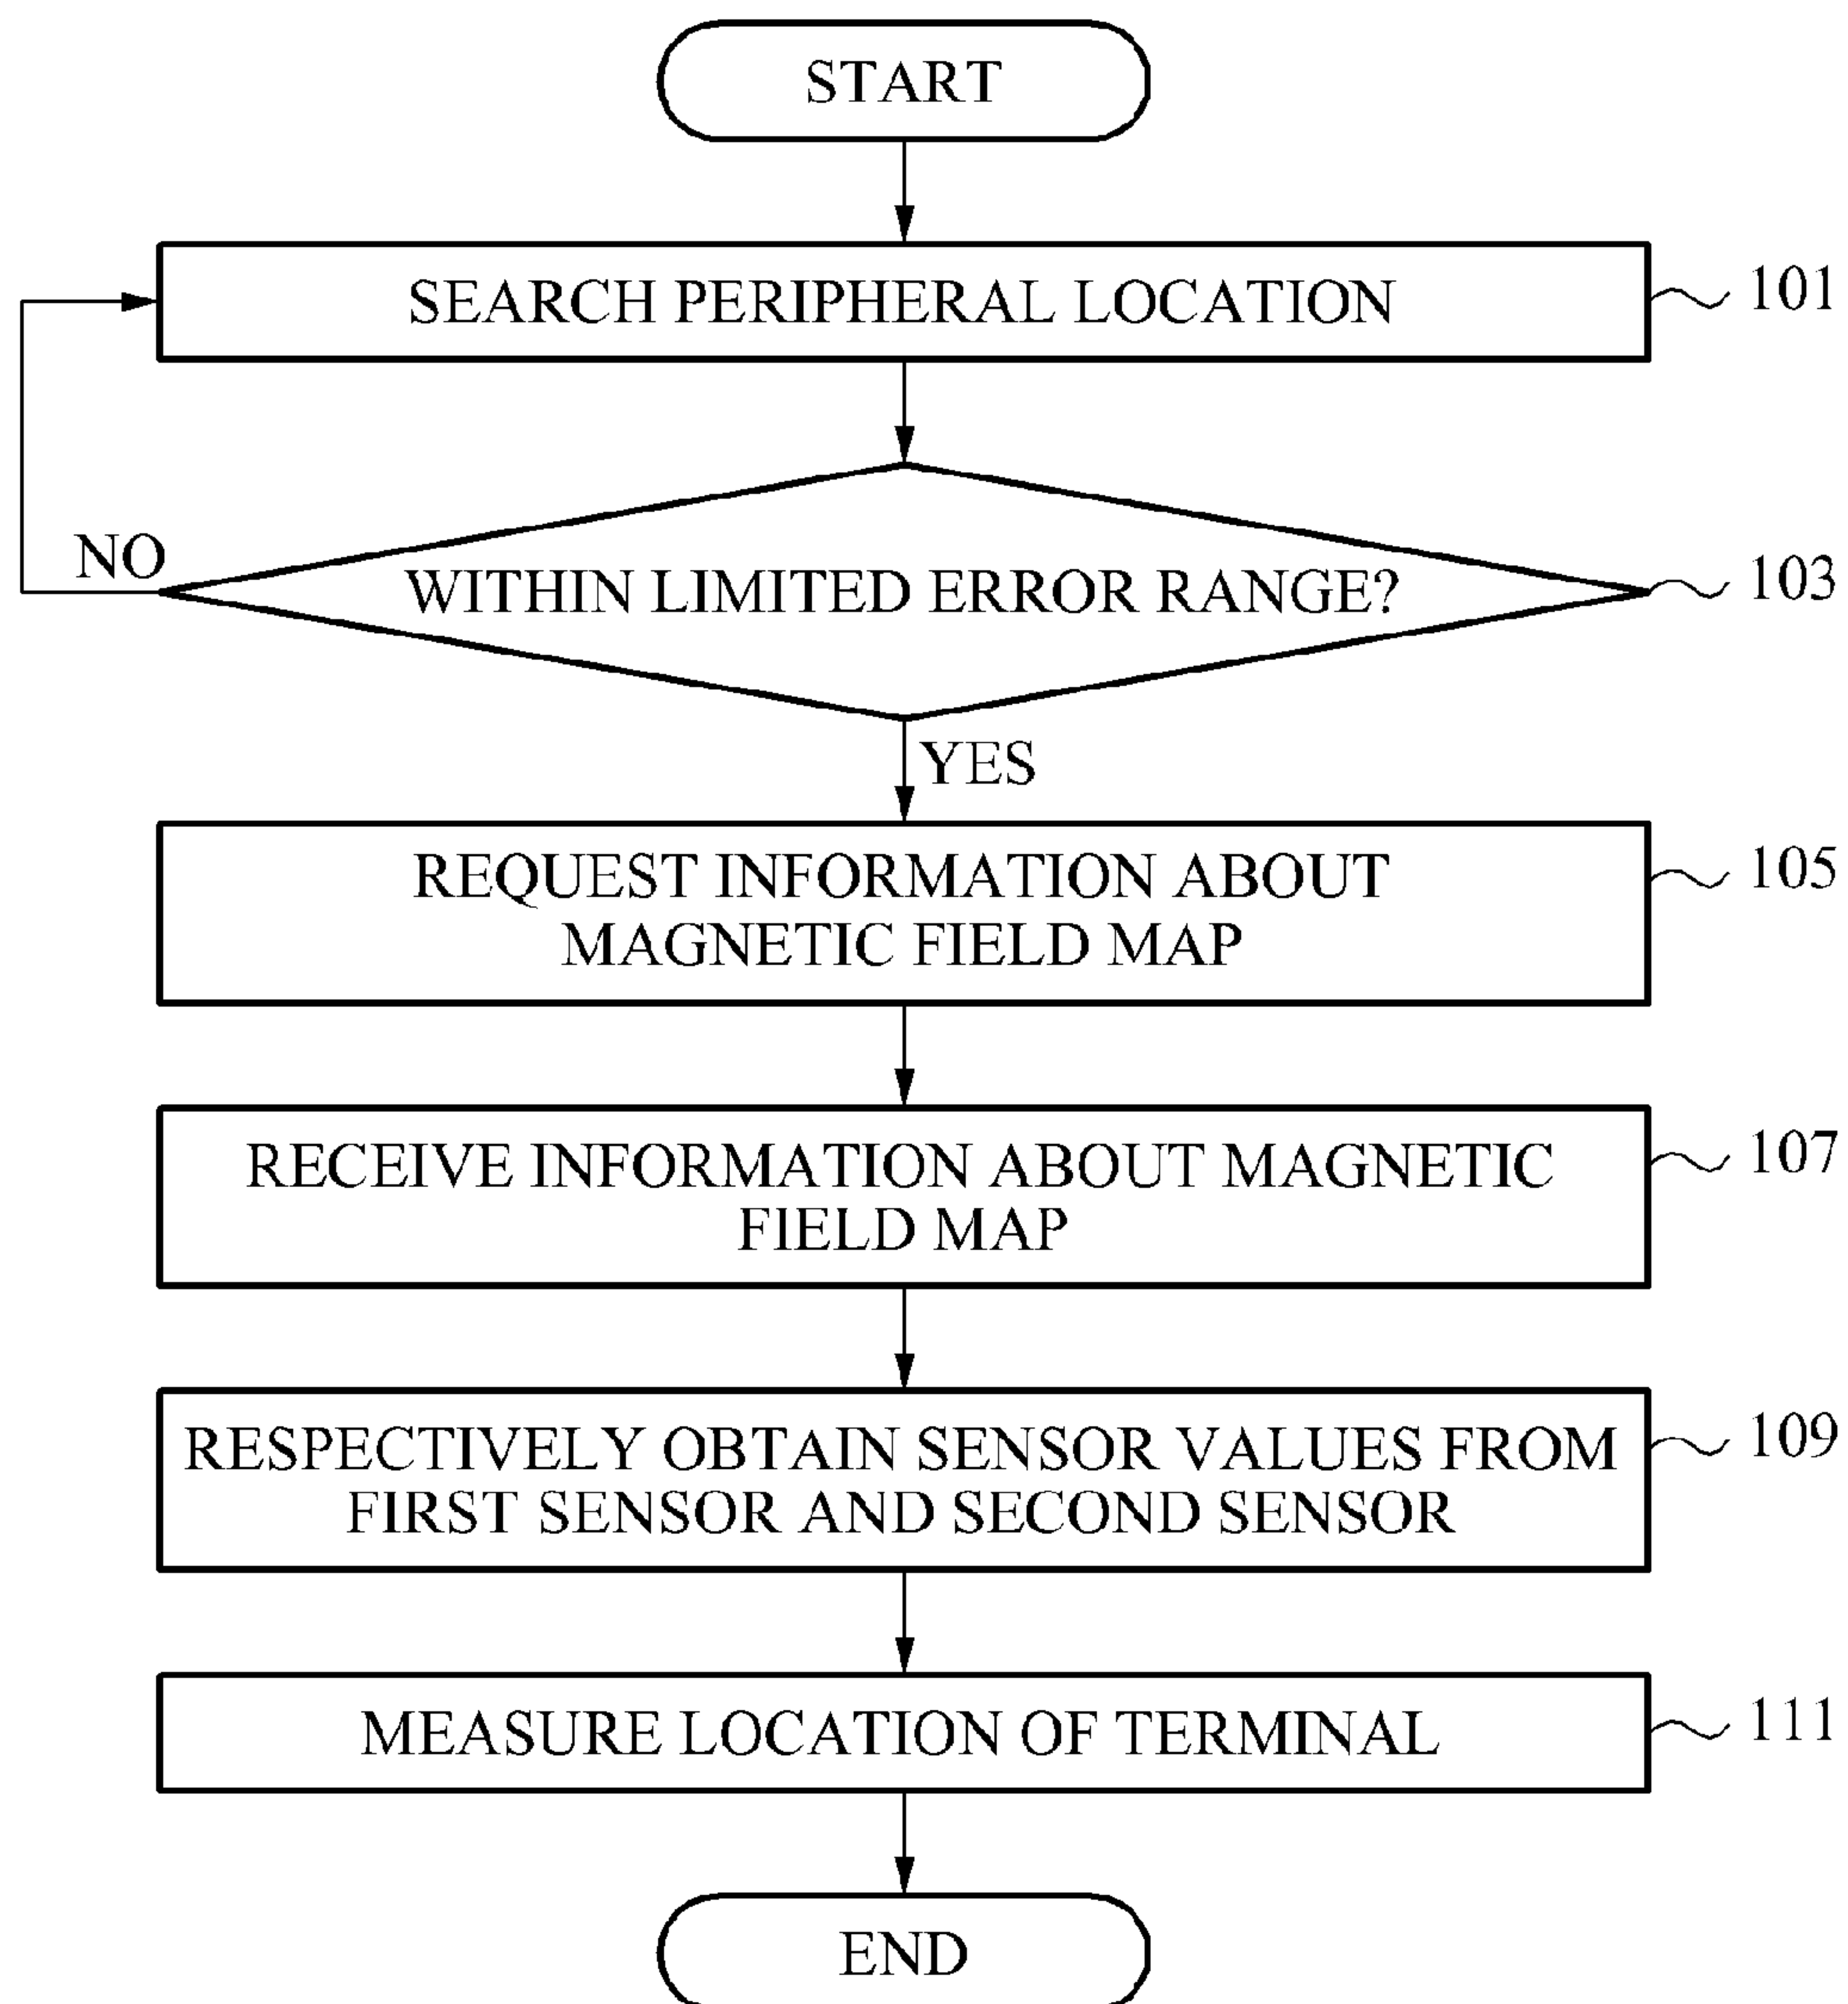 START
SEARCH PERIPHERAL LOCATION
101
NO
WITHIN LIMITED ERROR RANGE?
103
YES
REQUEST INFORMATION ABOUT
MAGNETIC FIELD MAP
105
RECEIVE INFORMATION ABOUT MAGNETIC
FIELD MAP
107
RESPECTIVELY OBTAIN SENSOR VALUES FROM
FIRST SENSOR AND SECOND SENSOR
109
MEASURE LOCATION OF TERMINAL
111
END